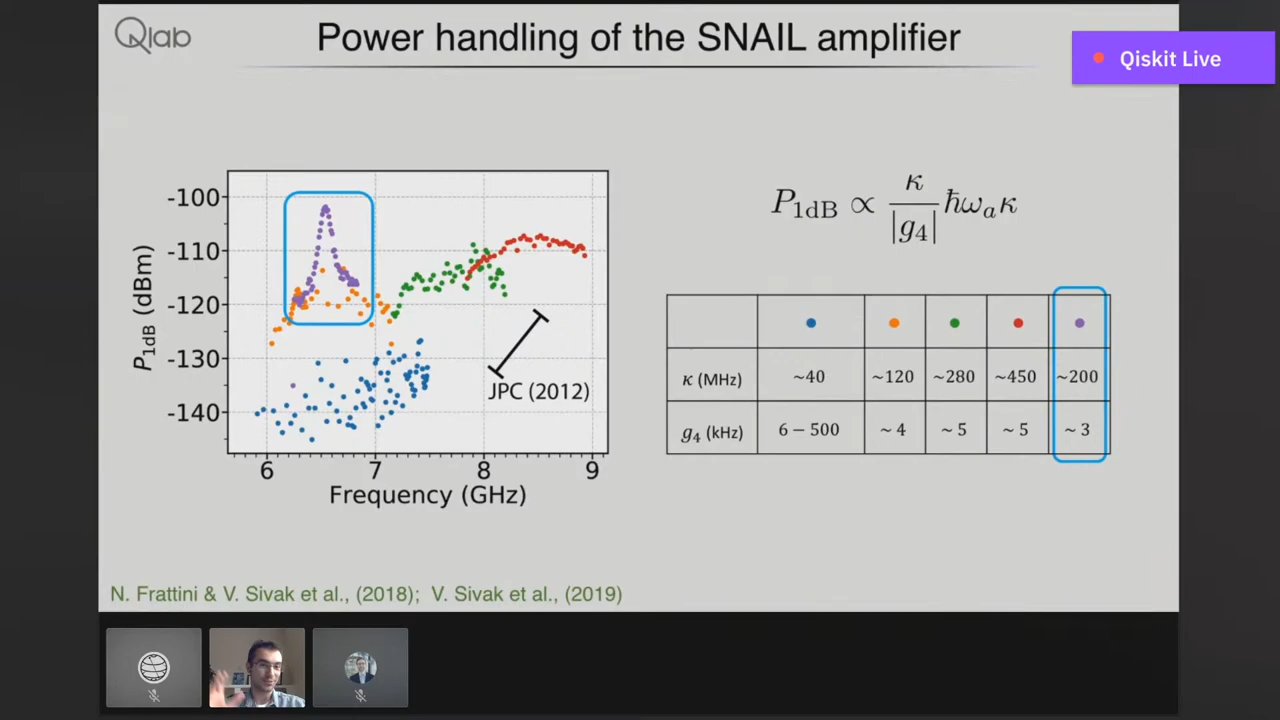 Qlab
Power handling of the SNAIL amplifier
Qiskit Live
-100
-110
-120
-130
-140
P1dB (dBm)
JPC (2012)
6 7 8 9
Frequency (GHz)
P1dB ∝ κ/|g4| ħωaκ
κ (MHz) ~40 ~120 ~280 ~450 ~200
g4 (kHz) 6 − 500 ~ 4 ~ 5 ~ 5 ~ 3
N. Frattini & V. Sivak et al., (2018); V. Sivak et al., (2019)